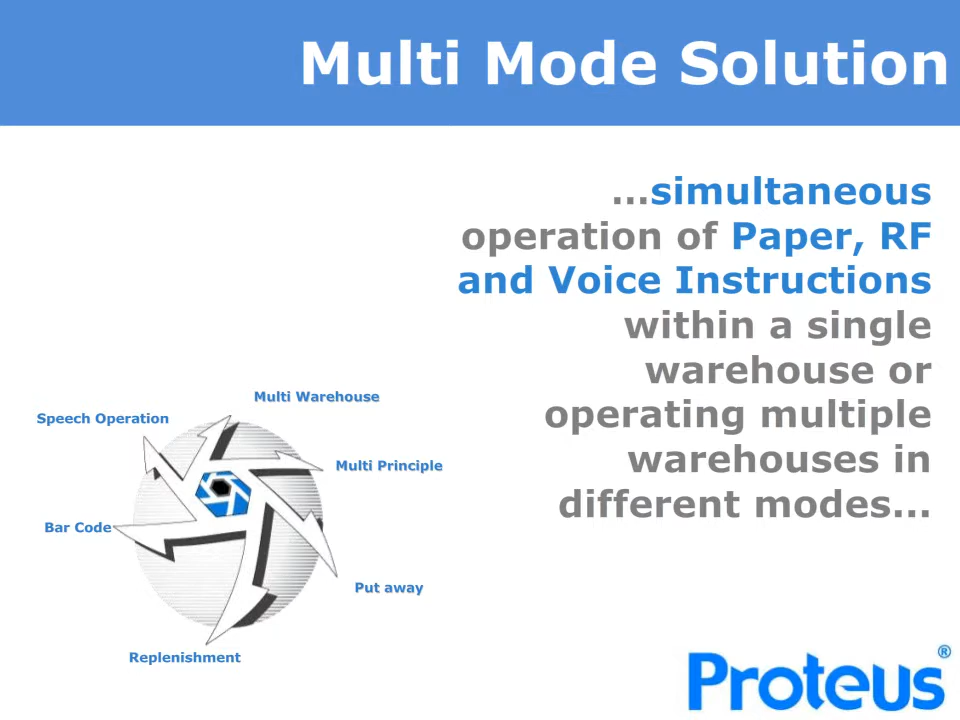 Multi Mode Solution
...simultaneous
operation of Paper, RF
and Voice Instructions
within a single
warehouse or
operating multiple
warehouses in
different modes...
Multi Warehouse
Speech Operation
Multi Principle
Bar Code
Put away
Replenishment
Proteus®